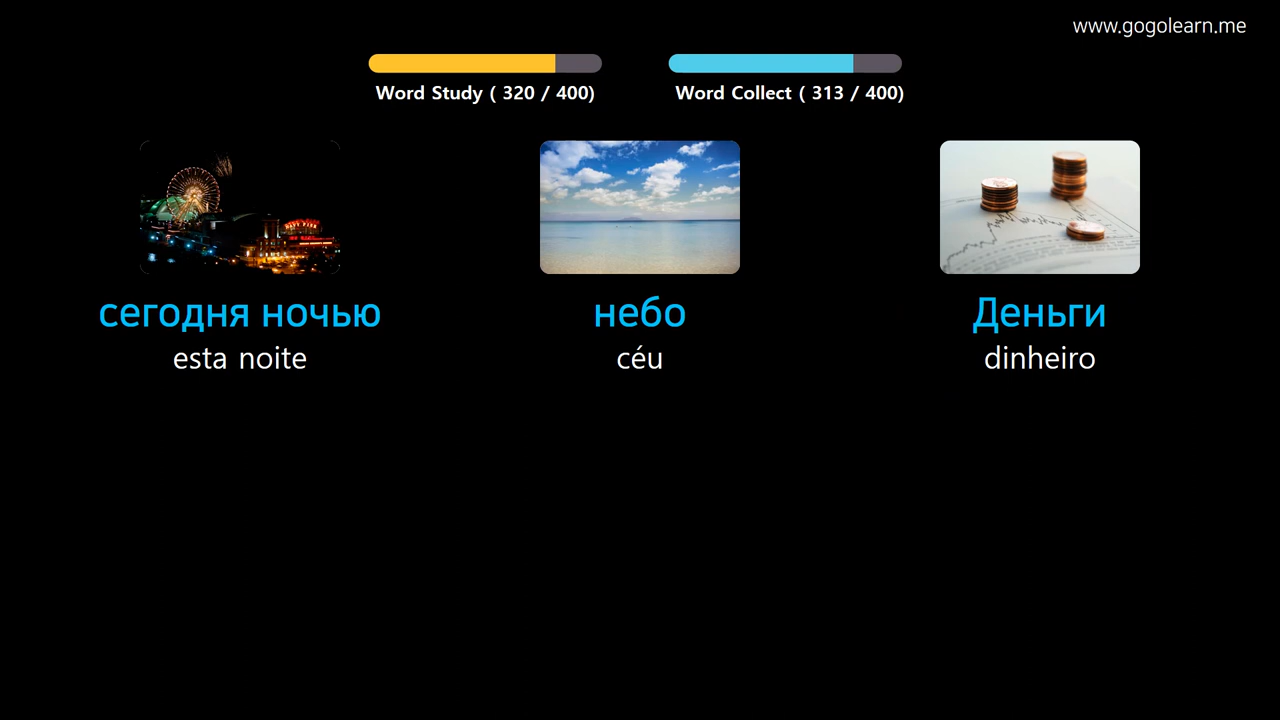 www.gogolearn.me
Word Study ( 320 / 400)
Word Collect ( 313 / 400)
сегодня ночью
esta noite
небо
céu
Деньги
dinheiro